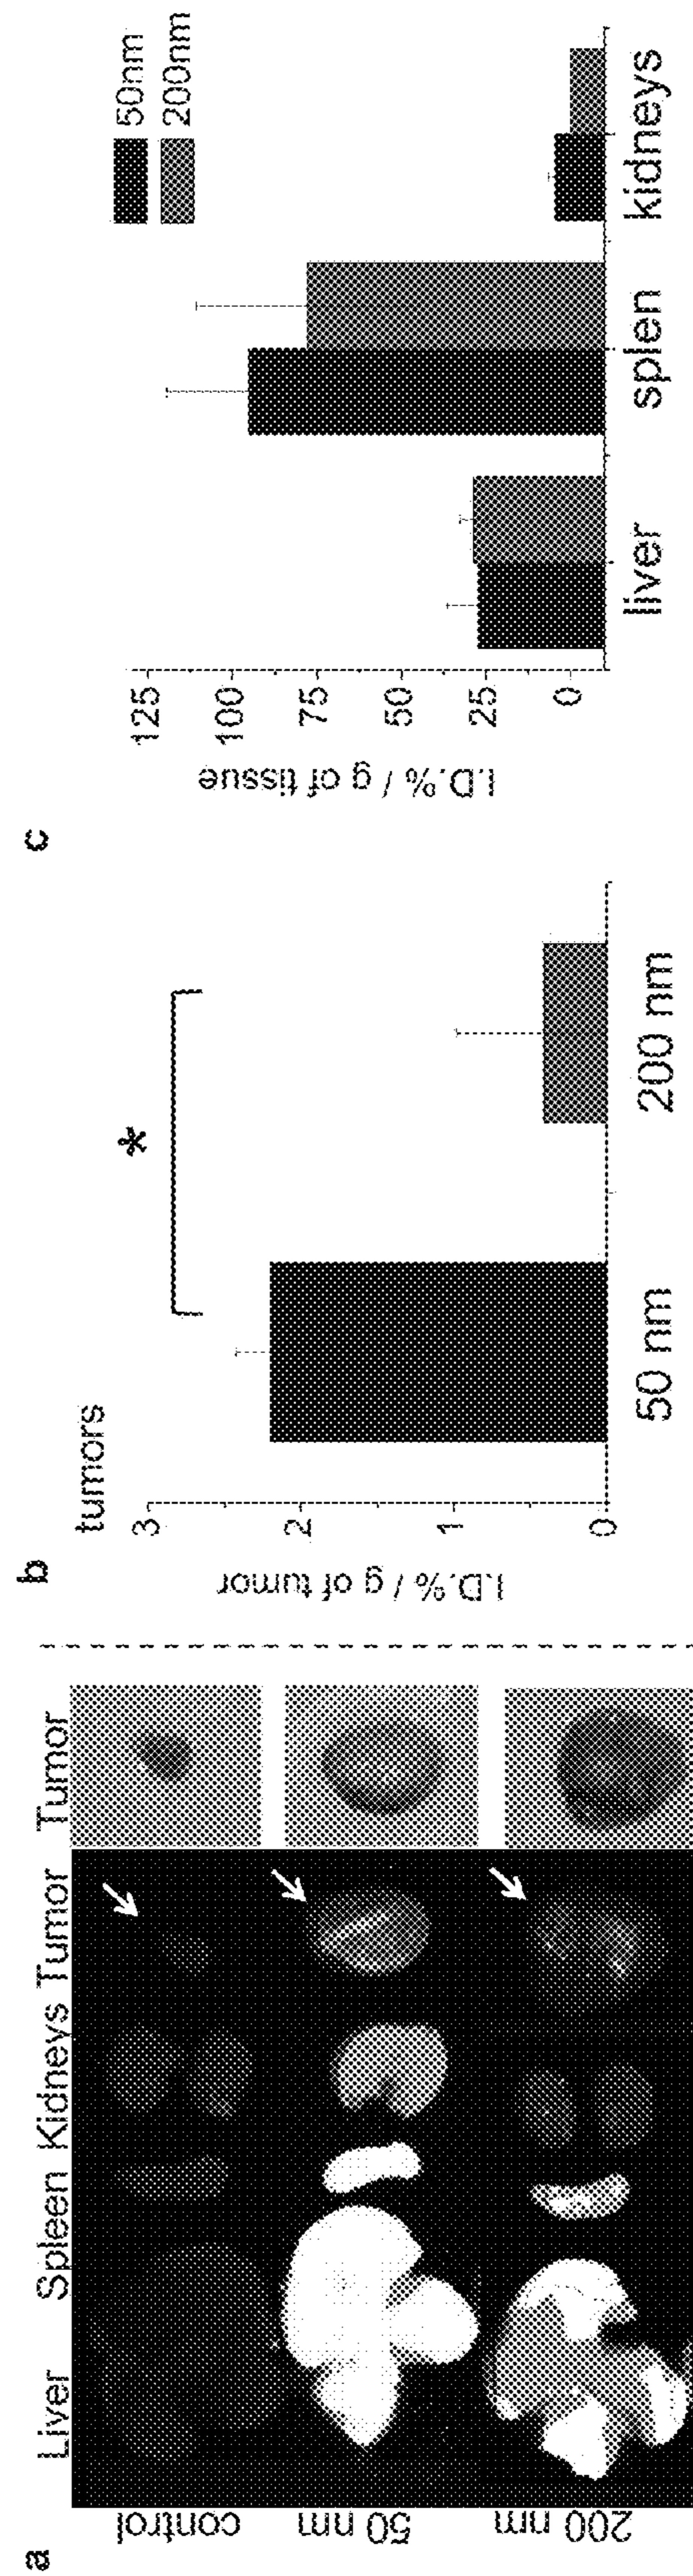 a
Liver Spleen Kidneys Tumor Tumor
control
50 nm
200 nm
b
tumors
I.D.% / g of tumor
3
2
1
0
*
50 nm
200 nm
c
I.D.% / g of tissue
125
100
75
50
25
0
50nm
200nm
liver
splen
kidneys